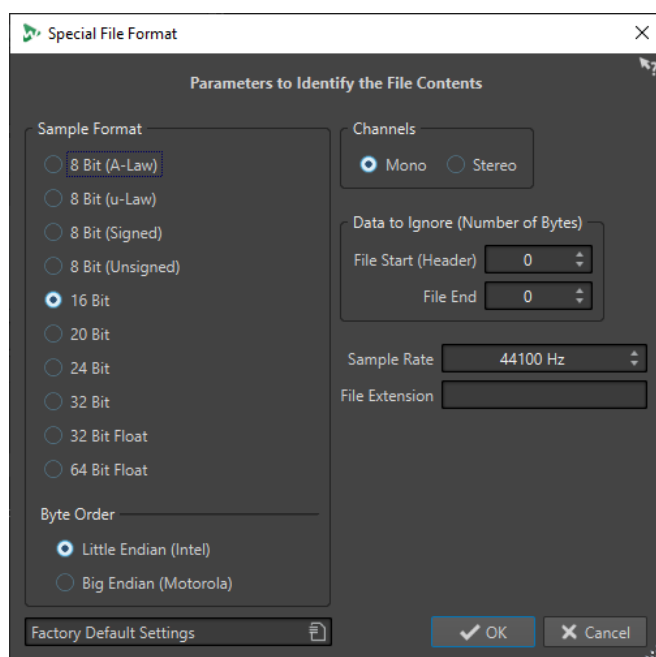 Special File Format
Parameters to Identify the File Contents
Sample Format
8 Bit (A-Law)
8 Bit (u-Law)
8 Bit (Signed)
8 Bit (Unsigned)
16 Bit
20 Bit
24 Bit
32 Bit
32 Bit Float
64 Bit Float
Byte Order
Little Endian (Intel)
Big Endian (Motorola)
Channels
Mono Stereo
Data to Ignore (Number of Bytes)
File Start (Header) 0
File End 0
Sample Rate 44100 Hz
File Extension
Factory Default Settings
OK Cancel